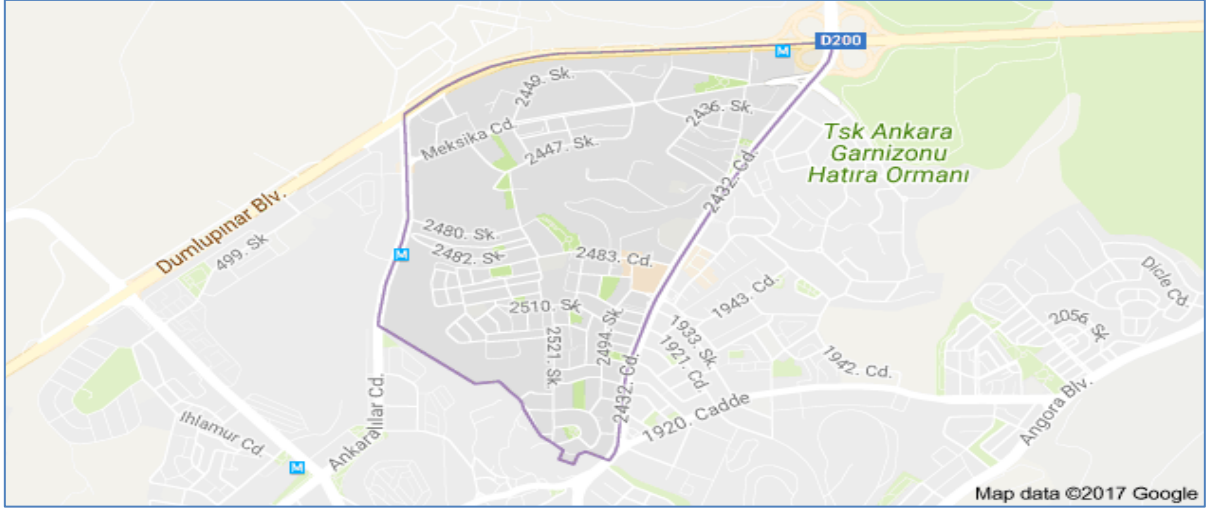 D200
M
2449. Sk.
2436. Sk.
Meksika Cd.
2447. Sk.
Tsk Ankara
Garnizonu
Hatıra Ormanı
2432. Cd.
Dumlupınar Blv.
499. Sk
2480. Sk.
2482. Sk.
M
2483. Cd.
1943. Cd.
Dicle Cd.
2510. Sk
2521. Sk
2494. Sk.
1933. Sk.
1921. Cd
2056 Sk
1942. Cd.
2432. Cd.
1920. Cadde
Angora Blv.
Ihlamur Cd.
Ankaralılar Cd.
M
Map data ©2017 Google